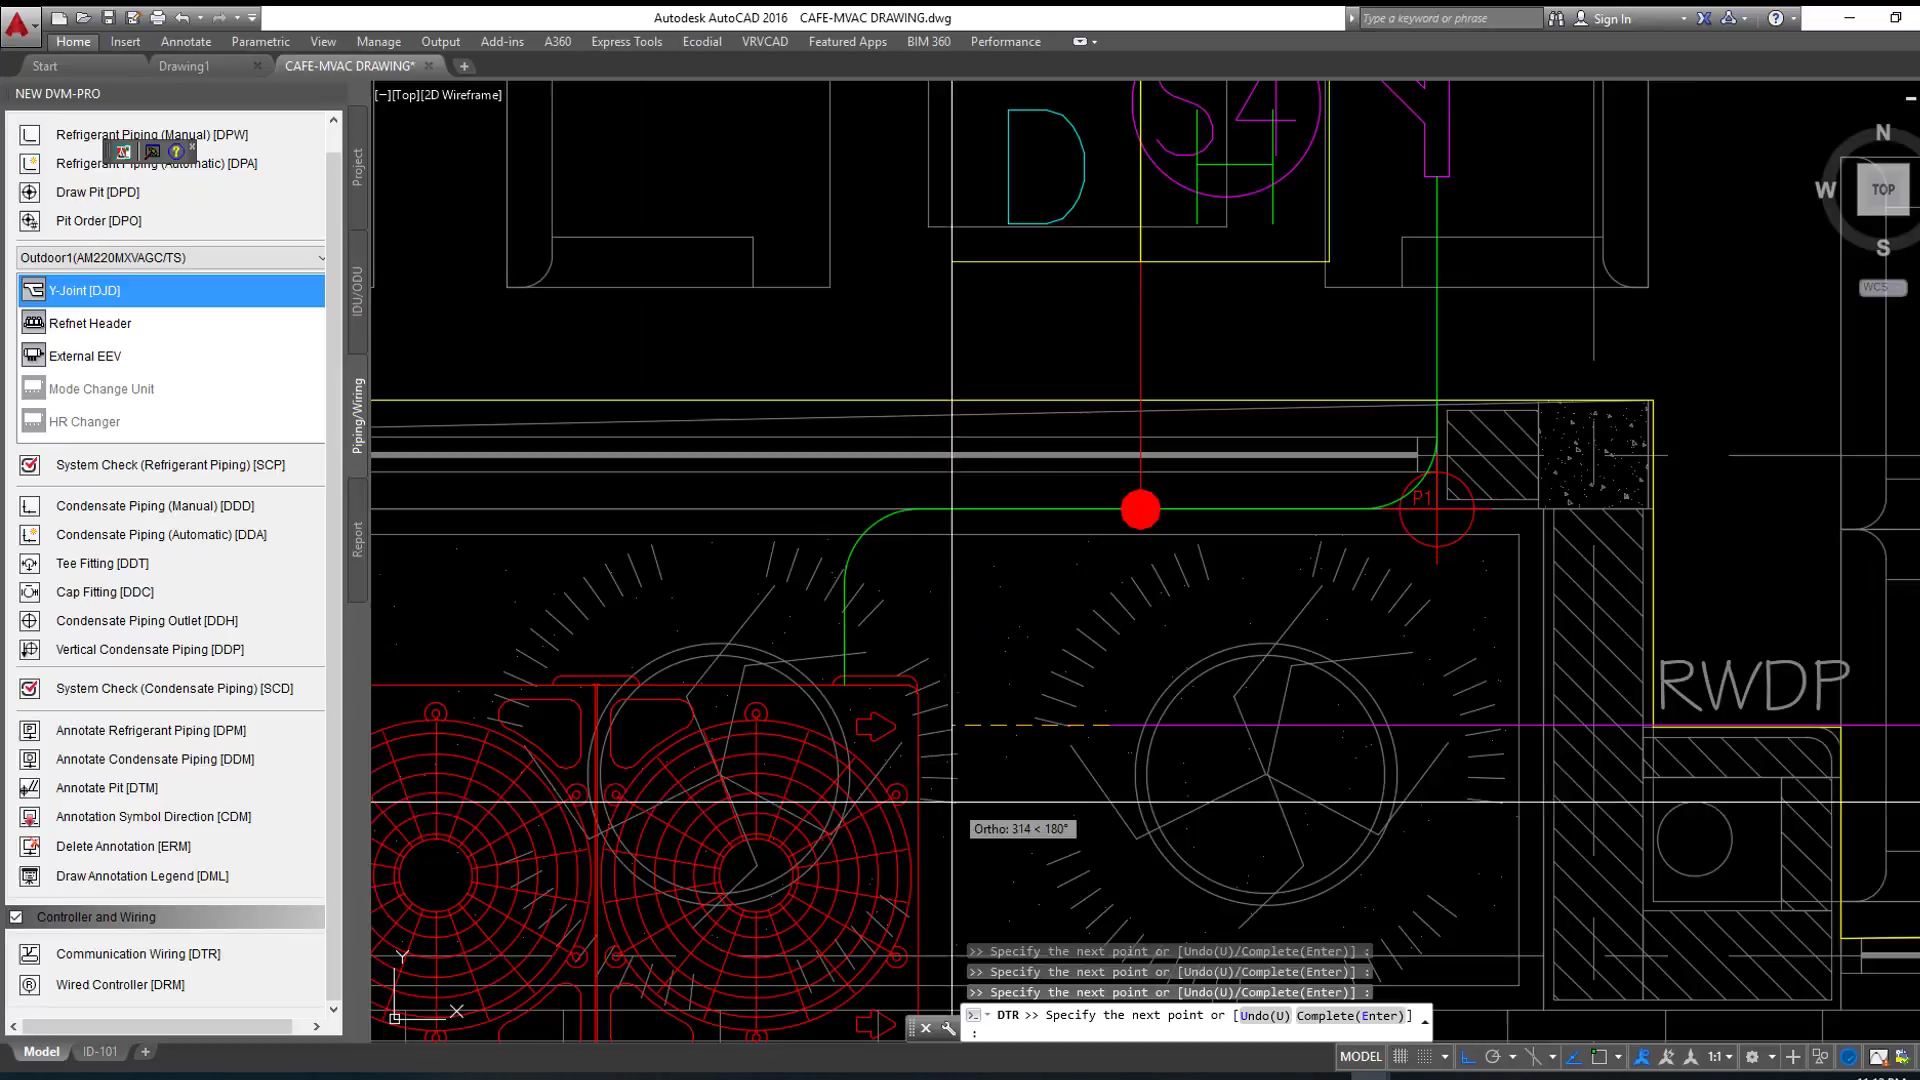 Autodesk AutoCAD 2016 CAFE-MVAC DRAWING.dwg
Type a keyword or phrase
Sign In
Home Insert Annotate Parametric View Manage Output Add-ins A360 Express Tools Ecodial VRVCAD Featured Apps BIM 360 Performance
Start Drawing1 CAFE-MVAC DRAWING*
NEW DVM-PRO
[−][Top][2D Wireframe]
Refrigerant Piping (Manual) [DPW]
Draw Pit [DPD]
Pit Order [DPO]
Outdoor1(AM220MXVAGC/TS)
Y-Joint [DJD]
Refnet Header
External EEV
Mode Change Unit
HR Changer
System Check (Refrigerant Piping) [SCP]
Condensate Piping (Manual) [DDD]
Condensate Piping (Automatic) [DDA]
Tee Fitting [DDT]
Cap Fitting [DDC]
Condensate Piping Outlet [DDH]
Vertical Condensate Piping [DDP]
System Check (Condensate Piping) [SCD]
Annotate Refrigerant Piping [DPM]
Annotate Condensate Piping [DDM]
Annotate Pit [DTM]
Annotation Symbol Direction [CDM]
Delete Annotation [ERM]
Draw Annotation Legend [DML]
Controller and Wiring
Communication Wiring [DTR]
Wired Controller [DRM]
Project
IDU/ODU
Piping/Wiring
Report
D
S4
H
N
W TOP
S
WCS
P1
RWDP
Ortho: 314 < 180°
Y
X
>> Specify the next point or [Undo(U)/Complete(Enter)] :
>> Specify the next point or [Undo(U)/Complete(Enter)] :
>> Specify the next point or [Undo(U)/Complete(Enter)] :
DTR >> Specify the next point or [Undo(U) Complete(Enter)]
:
Model ID-101
MODEL 1:1